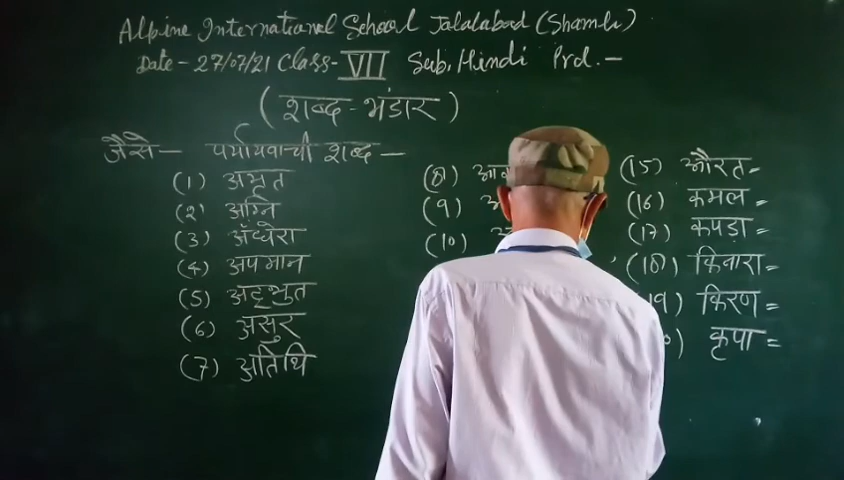 Alpine International School Jalalabad (Shamli)
Date - 27/07/21 Class - VII Sub. Hindi Prd. -
(शब्द - भंडार)
जैसे - पर्यायवाची शब्द -
(1) अमृत
(2) अग्नि
(3) अँधेरा
(4) अपमान
(5) अद्भुत
(6) असुर
(7) अतिथि
(8)
(9)
(10)
(15) औरत =
(16) कमल =
(17) कपड़ा =
(18) किनारा =
19) किरण =
) कृपा =